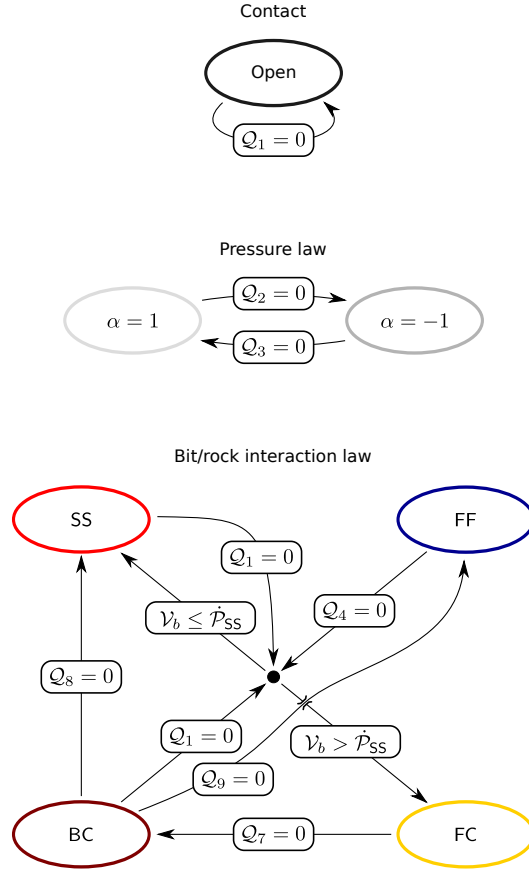 Contact
Open
𝒬₁ = 0
Pressure law
𝒬₂ = 0
α = 1
α = −1
𝒬₃ = 0
Bit/rock interaction law
SS
FF
𝒬₁ = 0
𝒬₄ = 0
𝒱_b ≤ 𝒫̇_SS
𝒬₈ = 0
𝒬₁ = 0
𝒱_b > 𝒫̇_SS
𝒬₉ = 0
BC
𝒬₇ = 0
FC